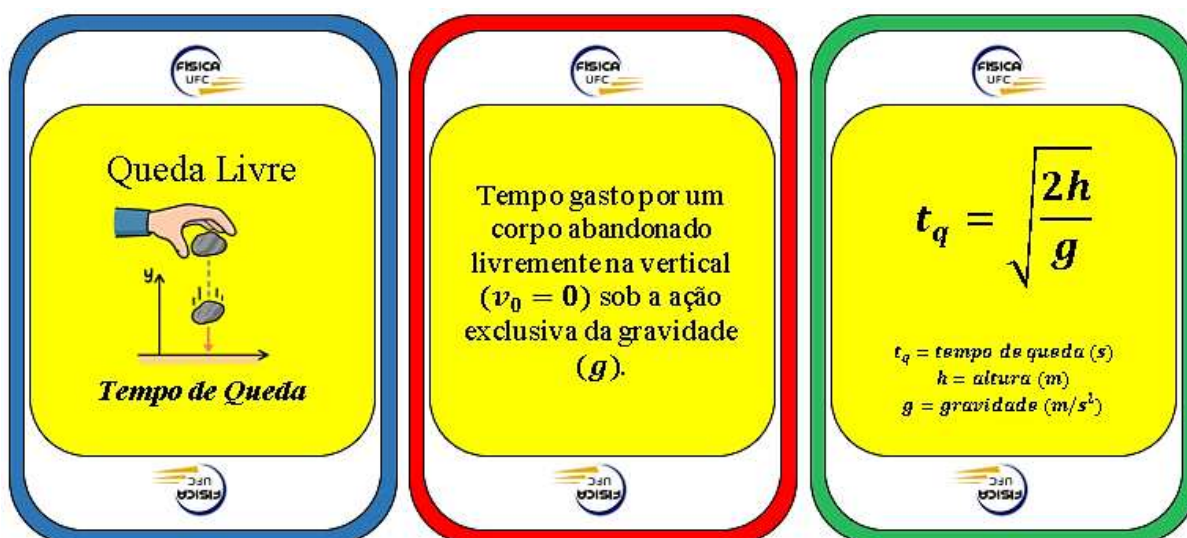 FISICA
UFC
Queda Livre
y
Tempo de Queda
UFC
FISICA
FISICA
UFC
Tempo gasto por um
corpo abandonado
livremente na vertical
(v₀ = 0) sob a ação
exclusiva da gravidade
(g).
UFC
FISICA
FISICA
UFC
t_q = √(2h/g)
t_q = tempo de queda (s)
h = altura (m)
g = gravidade (m/s²)
UFC
FISICA